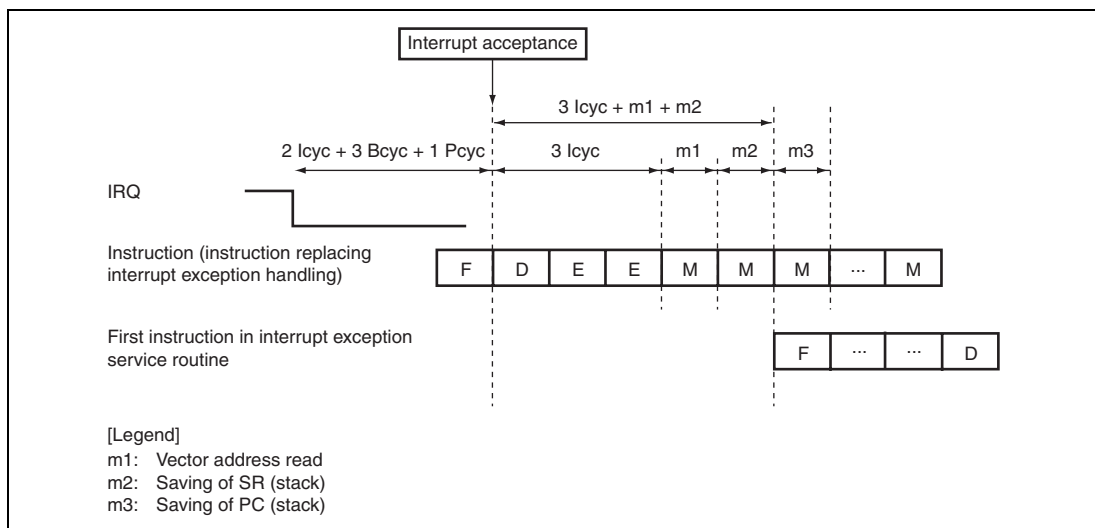 Interrupt acceptance
3 Icyc + m1 + m2
2 Icyc + 3 Bcyc + 1 Pcyc 3 Icyc m1 m2 m3
IRQ
Instruction (instruction replacing
interrupt exception handling)
F D E E M M M ... M
First instruction in interrupt exception
service routine
F ... ... D
[Legend]
m1: Vector address read
m2: Saving of SR (stack)
m3: Saving of PC (stack)